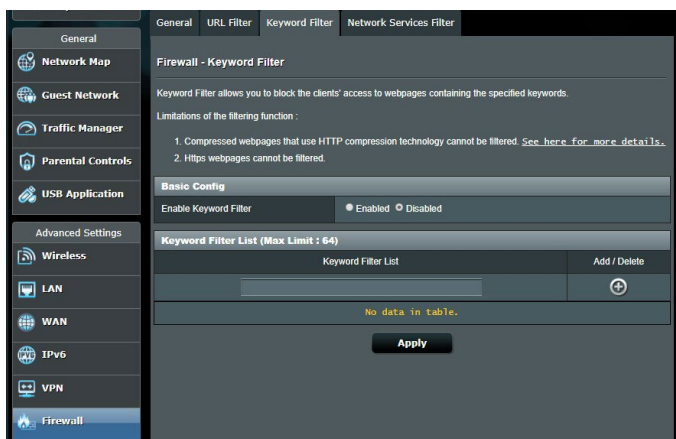 General URL Filter Keyword Filter Network Services Filter
General
Network Map
Guest Network
Traffic Manager
Parental Controls
USB Application
Advanced Settings
Wireless
LAN
WAN
IPv6
VPN
Firewall
Firewall - Keyword Filter
Keyword Filter allows you to block the clients' access to webpages containing the specified keywords.
Limitations of the filtering function :
1. Compressed webpages that use HTTP compression technology cannot be filtered. See here for more details.
2. Https webpages cannot be filtered.
Basic Config
Enable Keyword Filter Enabled Disabled
Keyword Filter List (Max Limit : 64)
Keyword Filter List Add / Delete
No data in table.
Apply